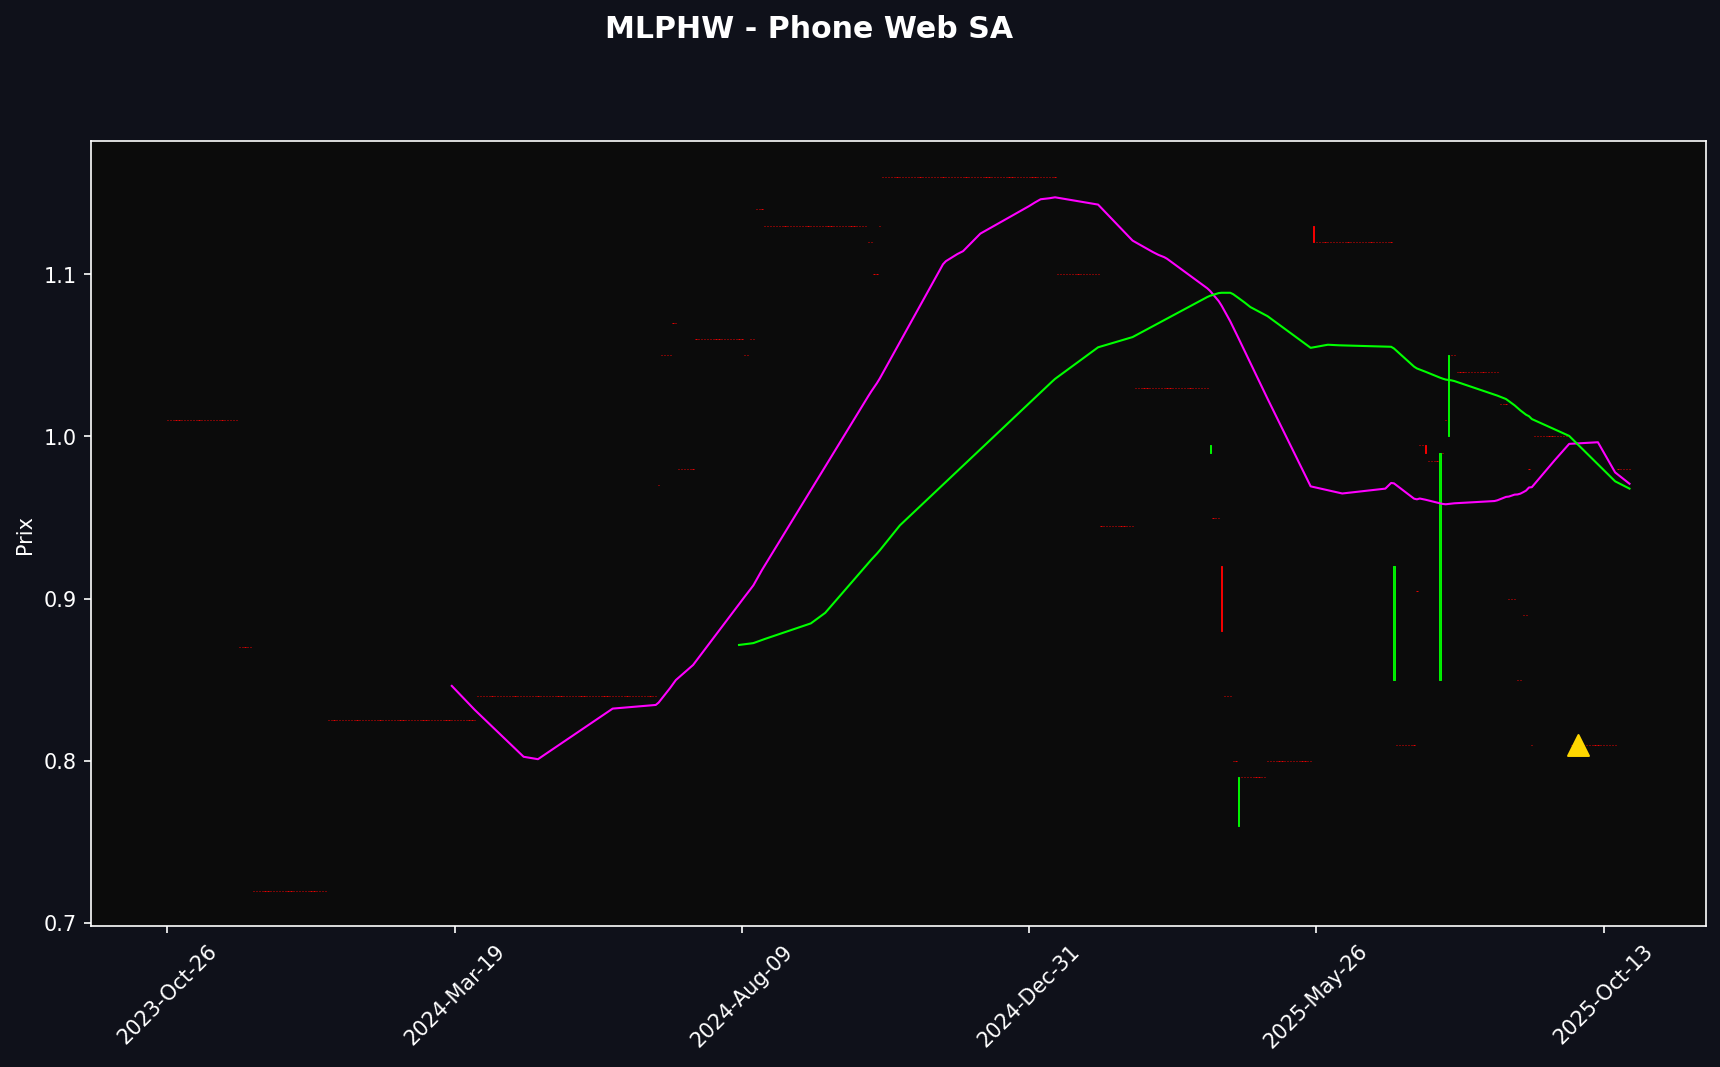 MLPHW - Phone Web SA
Prix
1.1
1.0
0.9
0.8
0.7
2023-Oct-26
2024-Mar-19
2024-Aug-09
2024-Dec-31
2025-May-26
2025-Oct-13